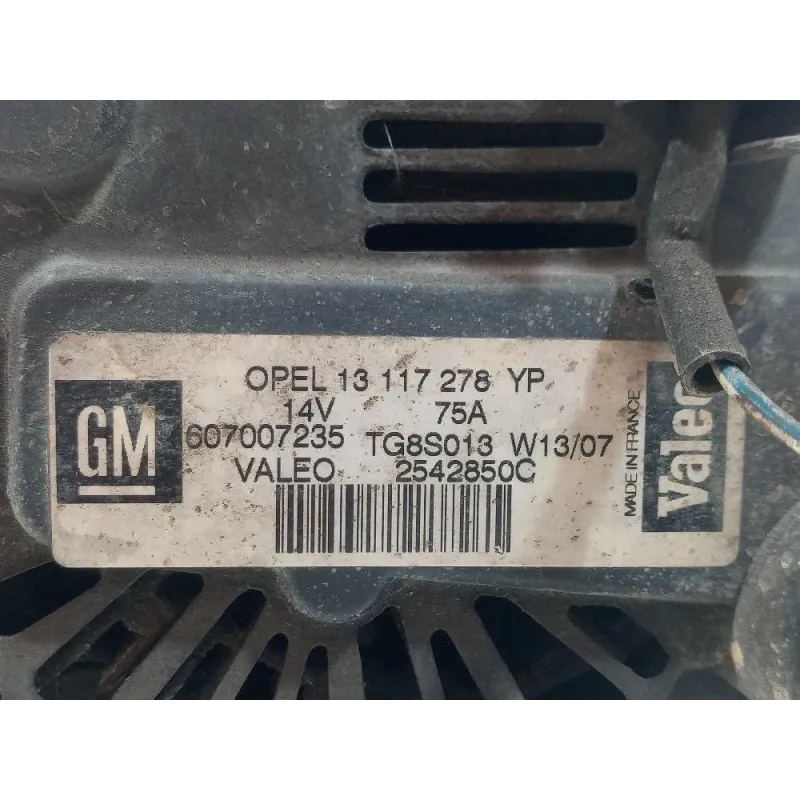 OPEL 13 117 278 YP
14V 75A
607007235 TG8S013 W13/07
VALEO 2542850C
GM
MADE IN FRANCE
Valeo